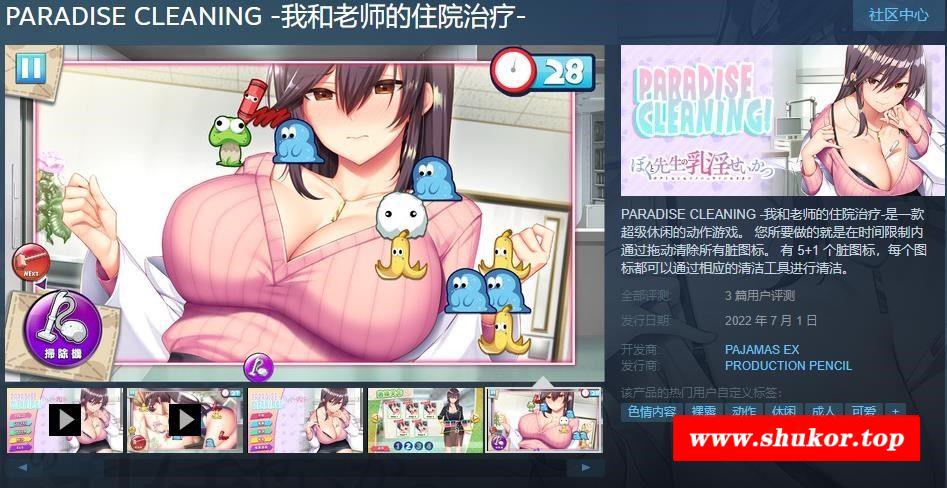 PARADISE CLEANING -我和老师的住院治疗-
社区中心
28
NEXT
掃除機
PARADISE
CLEANING!
ぼくと先生の乳淫せいかつ
PARADISE CLEANING -我和老师的住院治疗-是一款
超级休闲的动作游戏。 您所要做的就是在时间限制内
通过拖动清除所有脏图标。 有 5+1 个脏图标，每个图
标都可以通过相应的清洁工具进行清洁。
全部评测: 3 篇用户评测
发行日期: 2022 年 7 月 1 日
开发商: PAJAMAS EX
发行商: PRODUCTION PENCIL
该产品的热门用户自定义标签：
色情内容 裸露 动作 休闲 成人 可爱 +
www.shukor.top